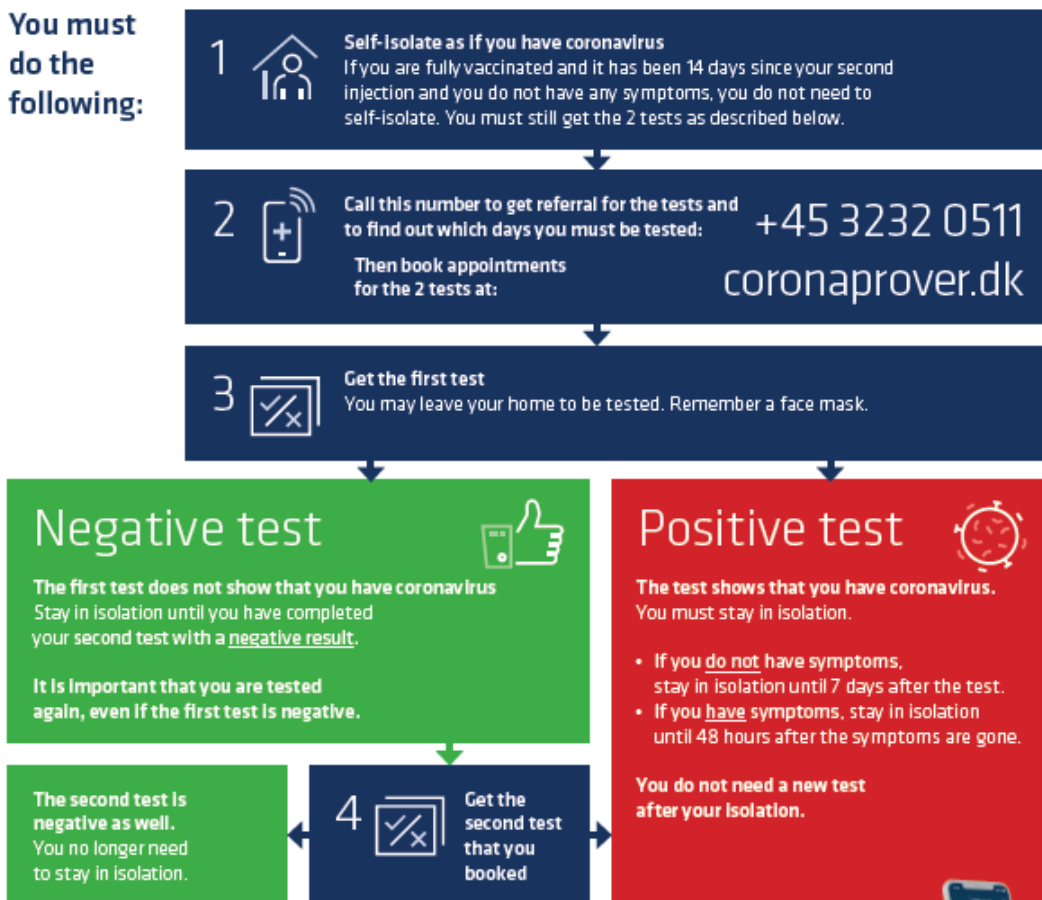 You must
do the
following:
1
Self-isolate as if you have coronavirus
If you are fully vaccinated and it has been 14 days since your second
injection and you do not have any symptoms, you do not need to
self-isolate. You must still get the 2 tests as described below.
2
Call this number to get referral for the tests and
to find out which days you must be tested:
+45 3232 0511
Then book appointments
for the 2 tests at:
coronaprover.dk
3
Get the first test
You may leave your home to be tested. Remember a face mask.
Negative test
The first test does not show that you have coronavirus
Stay in isolation until you have completed
your second test with a negative result.
It is important that you are tested
again, even if the first test is negative.
Positive test
The test shows that you have coronavirus.
You must stay in isolation.
• If you do not have symptoms,
stay in isolation until 7 days after the test.
• If you have symptoms, stay in isolation
until 48 hours after the symptoms are gone.
You do not need a new test
after your isolation.
4
Get the
second test
that you
booked
The second test is
negative as well.
You no longer need
to stay in isolation.